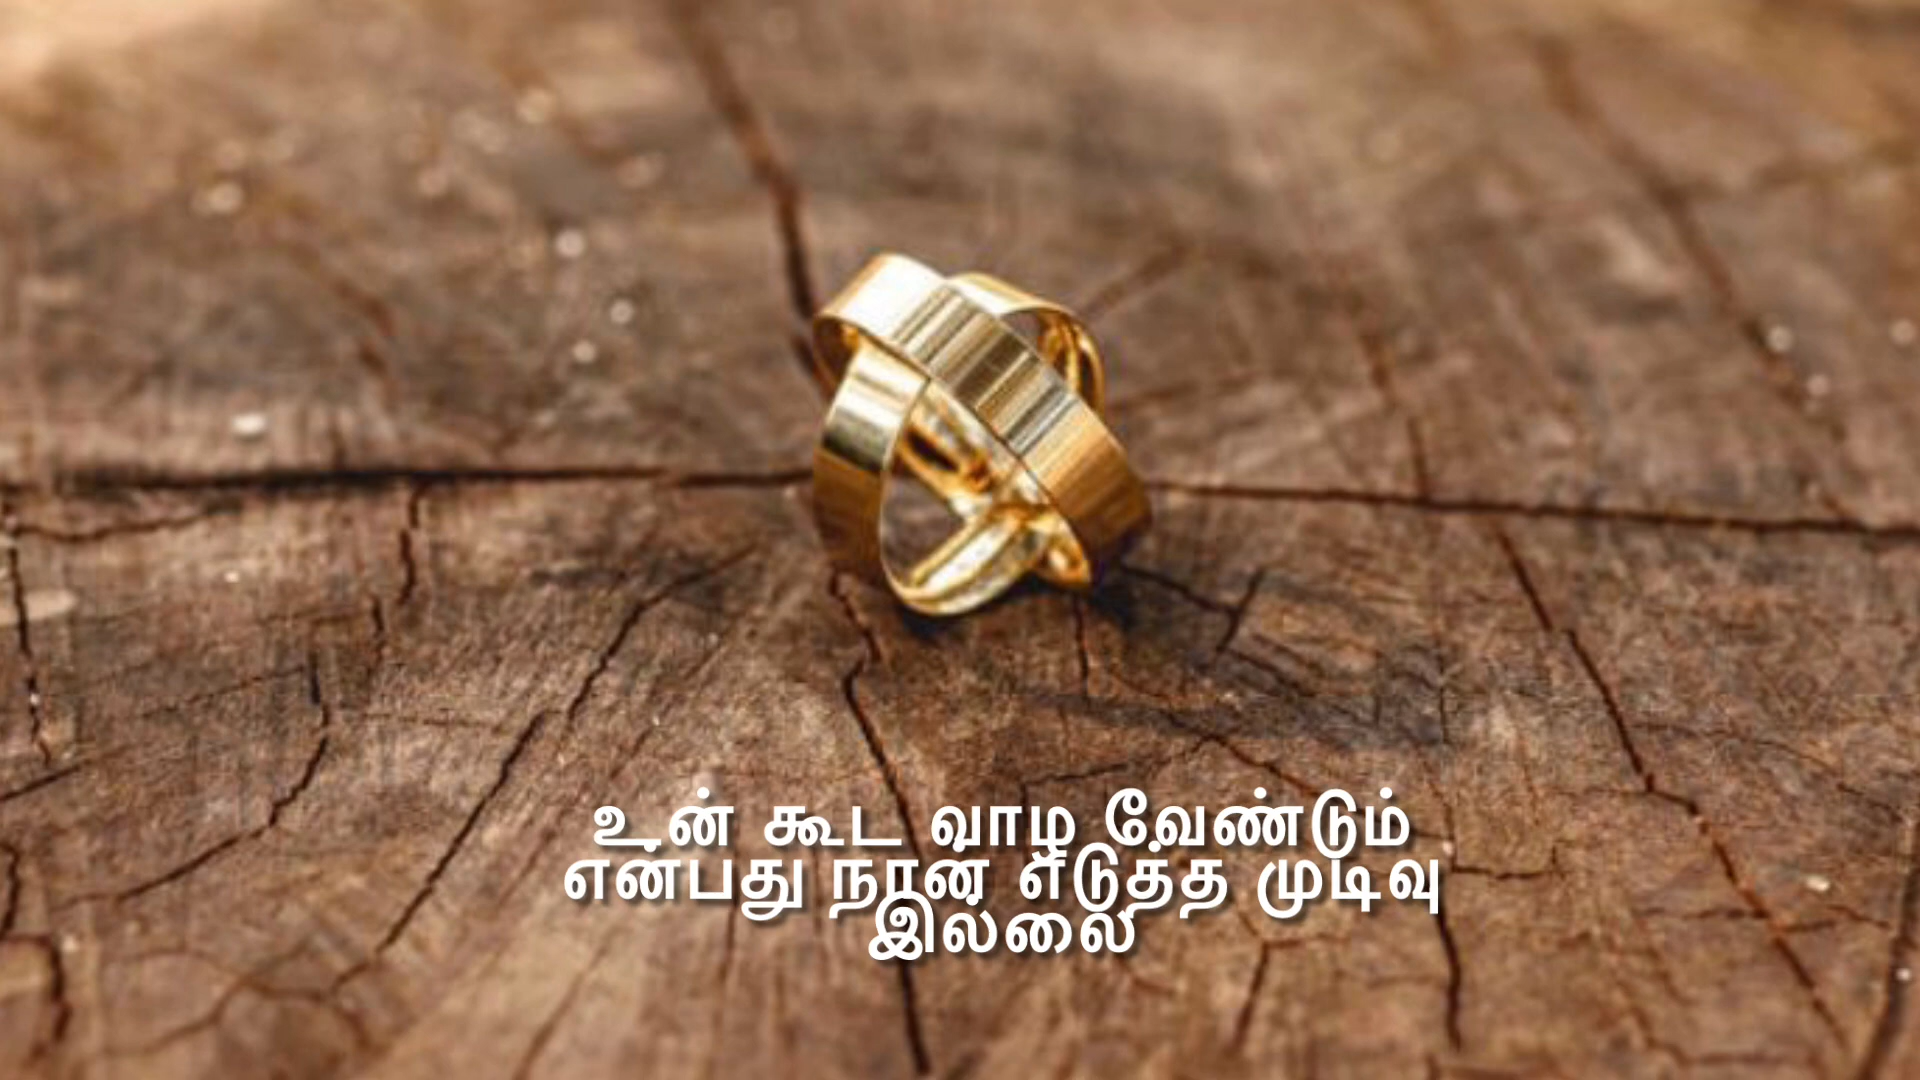 உன் கூட வாழ வேண்டும்
என்பது நான் எடுத்த முடிவு
இல்லை